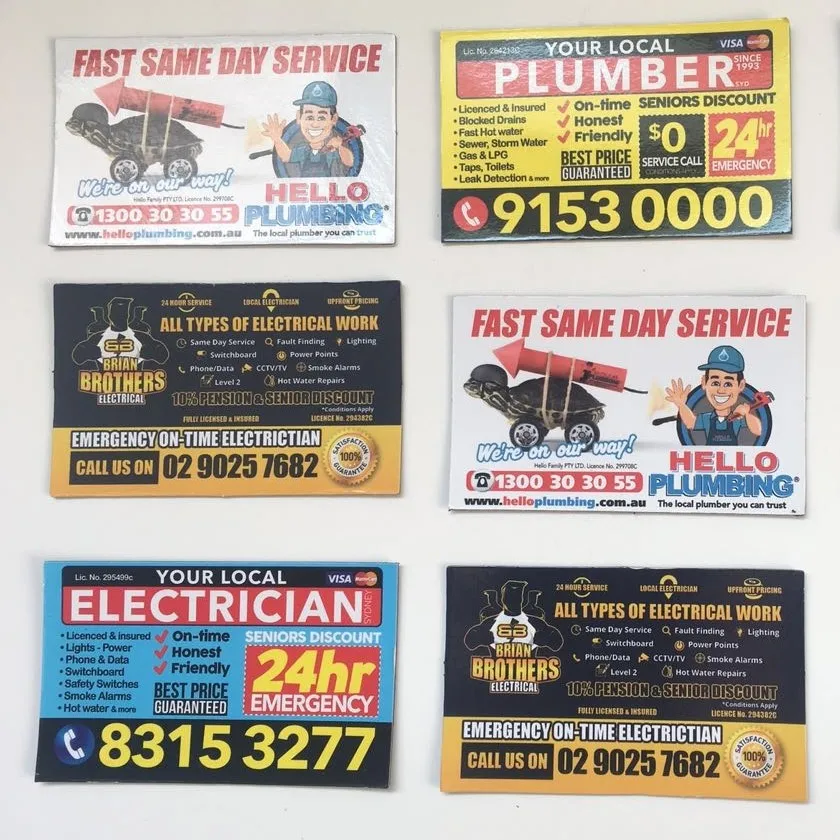 FAST SAME DAY SERVICE
We're on our way!
Hello Family PTY LTD. Licence No. 299708C
1300 30 30 55
www.helloplumbing.com.au
HELLO
PLUMBING®
The local plumber you can trust
YOUR LOCAL
VISA MasterCard
PLUMBER
SINCE
1993
SYD
• Licenced & Insured
• Blocked Drains
• Fast Hot water
• Sewer, Storm Water
• Gas & LPG
• Taps, Toilets
• Leak Detection & more
On-time
Honest
Friendly
BEST PRICE
GUARANTEED
SENIORS DISCOUNT
$0
SERVICE CALL
CONDITIONS APPLY
24hr
EMERGENCY
9153 0000
24 HOUR SERVICE
LOCAL ELECTRICIAN
UPFRONT PRICING
BB
BRIAN
BROTHERS
ELECTRICAL
ALL TYPES OF ELECTRICAL WORK
Same Day Service Fault Finding Lighting
Switchboard Power Points
Phone/Data CCTV/TV Smoke Alarms
Level 2 Hot Water Repairs
10% PENSION & SENIOR DISCOUNT
*Conditions Apply
FULLY LICENSED & INSURED
LICENCE No. 294382C
EMERGENCY ON-TIME ELECTRICTIAN
CALL US ON 02 9025 7682
SATISFACTION
100%
GUARANTEE
FAST SAME DAY SERVICE
We're on our way!
Hello Family PTY LTD. Licence No. 299708C
1300 30 30 55
www.helloplumbing.com.au
HELLO
PLUMBING®
The local plumber you can trust
Lic. No. 295499c
YOUR LOCAL
VISA MasterCard
ELECTRICIAN
SYDNEY
• Licenced & insured
• Lights - Power
• Phone & Data
• Switchboard
• Safety Switches
• Smoke Alarms
• Hot water & more
On-time
Honest
Friendly
BEST PRICE
GUARANTEED
SENIORS DISCOUNT
24hr
EMERGENCY
8315 3277
24 HOUR SERVICE
LOCAL ELECTRICIAN
UPFRONT PRICING
BB
BRIAN
BROTHERS
ELECTRICAL
ALL TYPES OF ELECTRICAL WORK
Same Day Service Fault Finding Lighting
Switchboard Power Points
Phone/Data CCTV/TV Smoke Alarms
Level 2 Hot Water Repairs
10% PENSION & SENIOR DISCOUNT
*Conditions Apply
FULLY LICENSED & INSURED
LICENCE No. 294382C
EMERGENCY ON-TIME ELECTRICTIAN
CALL US ON 02 9025 7682
SATISFACTION
100%
GUARANTEE